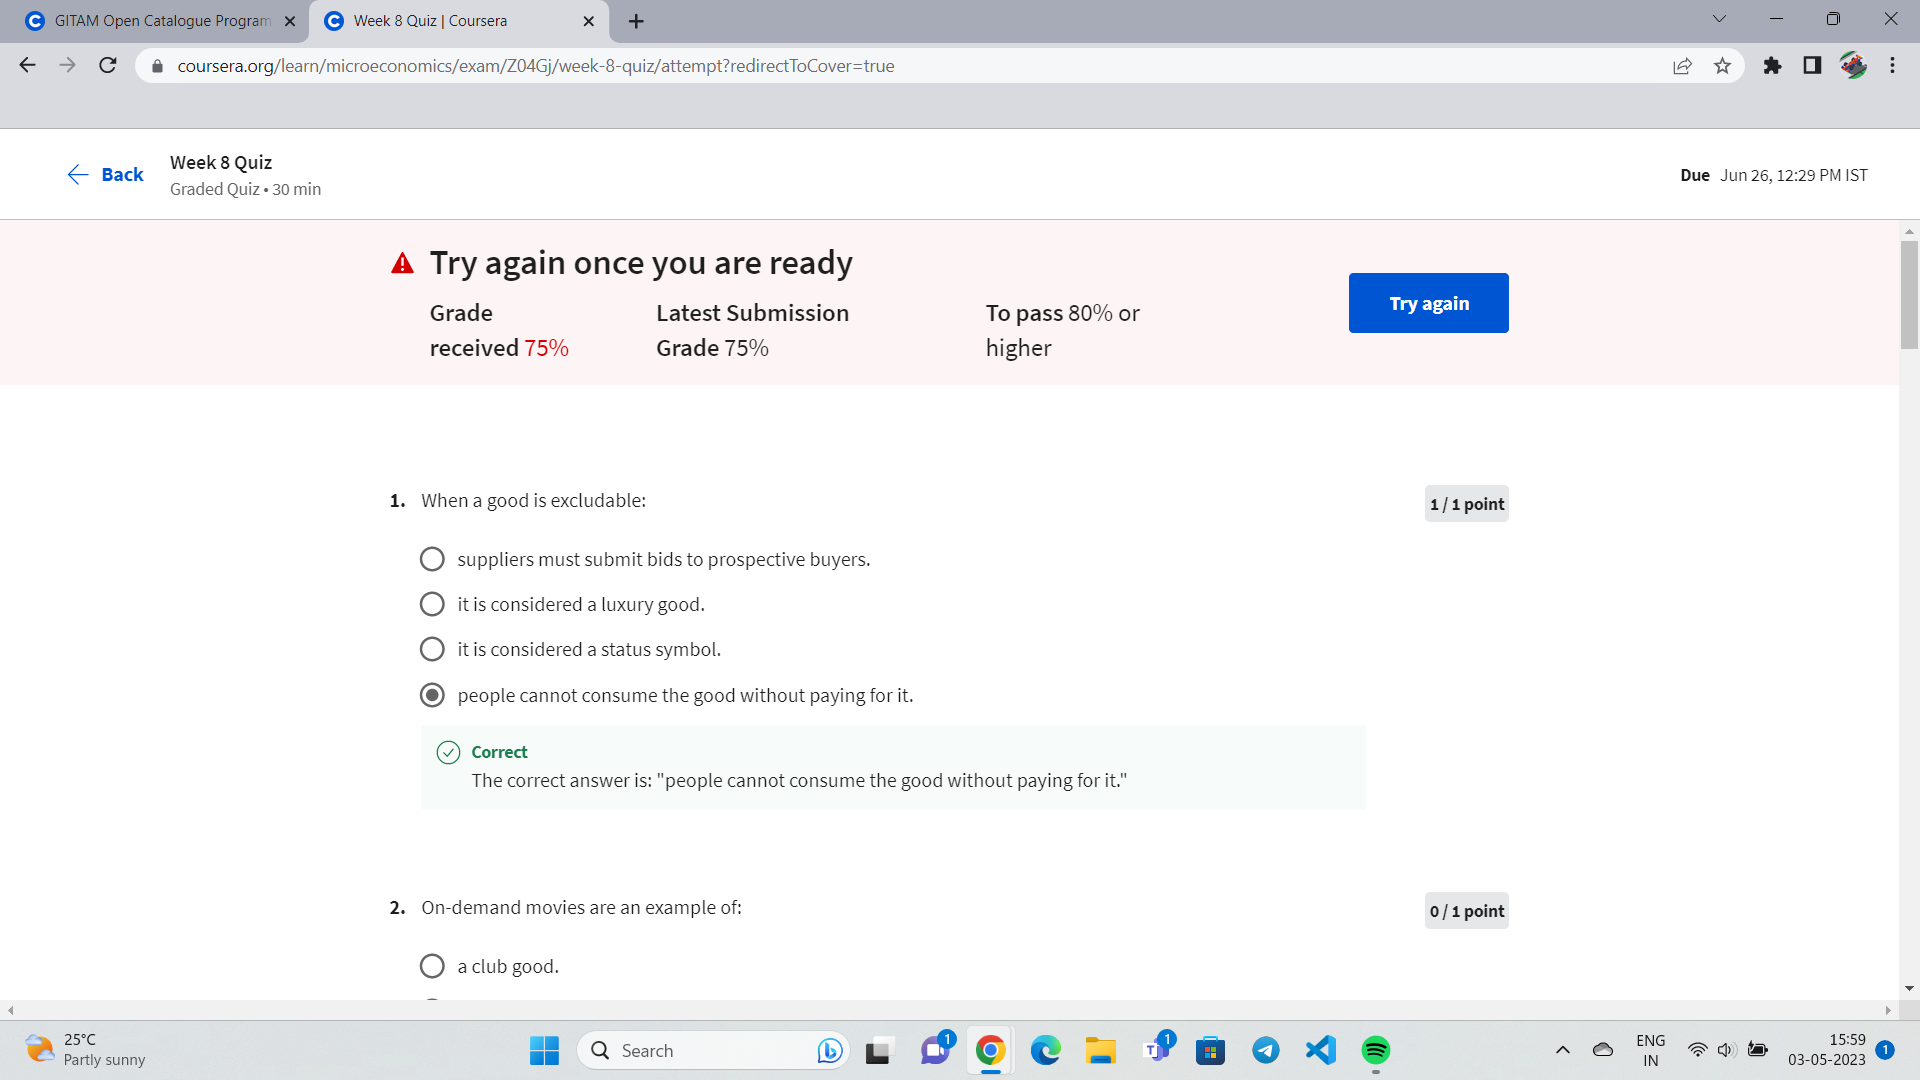 GITAM Open Catalogue Program
Week 8 Quiz | Coursera
coursera.org/learn/microeconomics/exam/Z04Gj/week-8-quiz/attempt?redirectToCover=true
Back
Week 8 Quiz
Graded Quiz • 30 min
Due Jun 26, 12:29 PM IST
Try again once you are ready
Grade
received 75%
Latest Submission
Grade 75%
To pass 80% or
higher
Try again
1. When a good is excludable:
1 / 1 point
suppliers must submit bids to prospective buyers.
it is considered a luxury good.
it is considered a status symbol.
people cannot consume the good without paying for it.
Correct
The correct answer is: "people cannot consume the good without paying for it."
2. On-demand movies are an example of:
0 / 1 point
a club good.
25°C
Partly sunny
Search
1
1
ENG
IN
15:59
03-05-2023
1